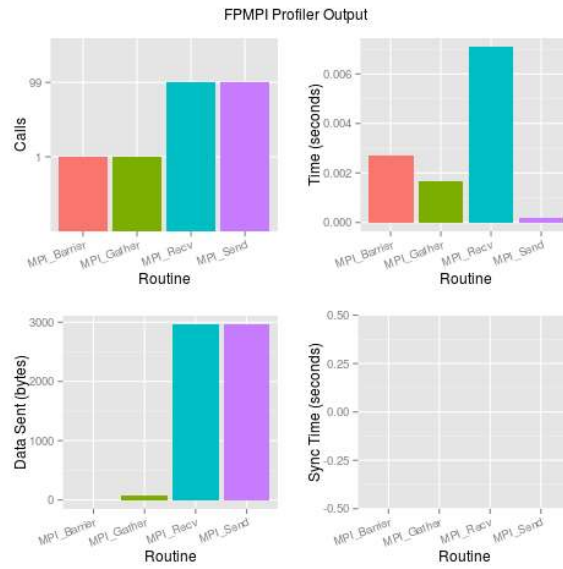 FPMPI Profiler Output
Calls
99
1
MPI_Barrier
MPI_Gather
MPI_Recv
MPI_Send
Routine
Time (seconds)
0.006
0.004
0.002
0.000
MPI_Barrier
MPI_Gather
MPI_Recv
MPI_Send
Routine
Data Sent (bytes)
3000
2000
1000
0
MPI_Barrier
MPI_Gather
MPI_Recv
MPI_Send
Routine
Sync Time (seconds)
0.50
0.25
0.00
-0.25
-0.50
MPI_Barrier
MPI_Gather
MPI_Recv
MPI_Send
Routine